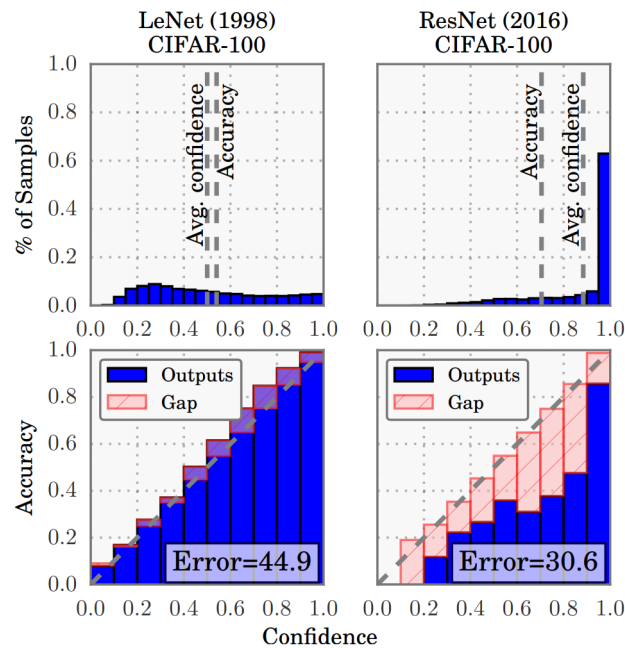 LeNet (1998)
CIFAR-100
ResNet (2016)
CIFAR-100
% of Samples
1.0
0.8
0.6
0.4
0.2
0.0
Avg. confidence
Accuracy
Accuracy
Avg. confidence
0.0 0.2 0.4 0.6 0.8 1.0
0.0 0.2 0.4 0.6 0.8 1.0
Accuracy
1.0
0.8
0.6
0.4
0.2
0.0
Outputs
Gap
Error=44.9
Outputs
Gap
Error=30.6
0.0 0.2 0.4 0.6 0.8 1.0
0.0 0.2 0.4 0.6 0.8 1.0
Confidence